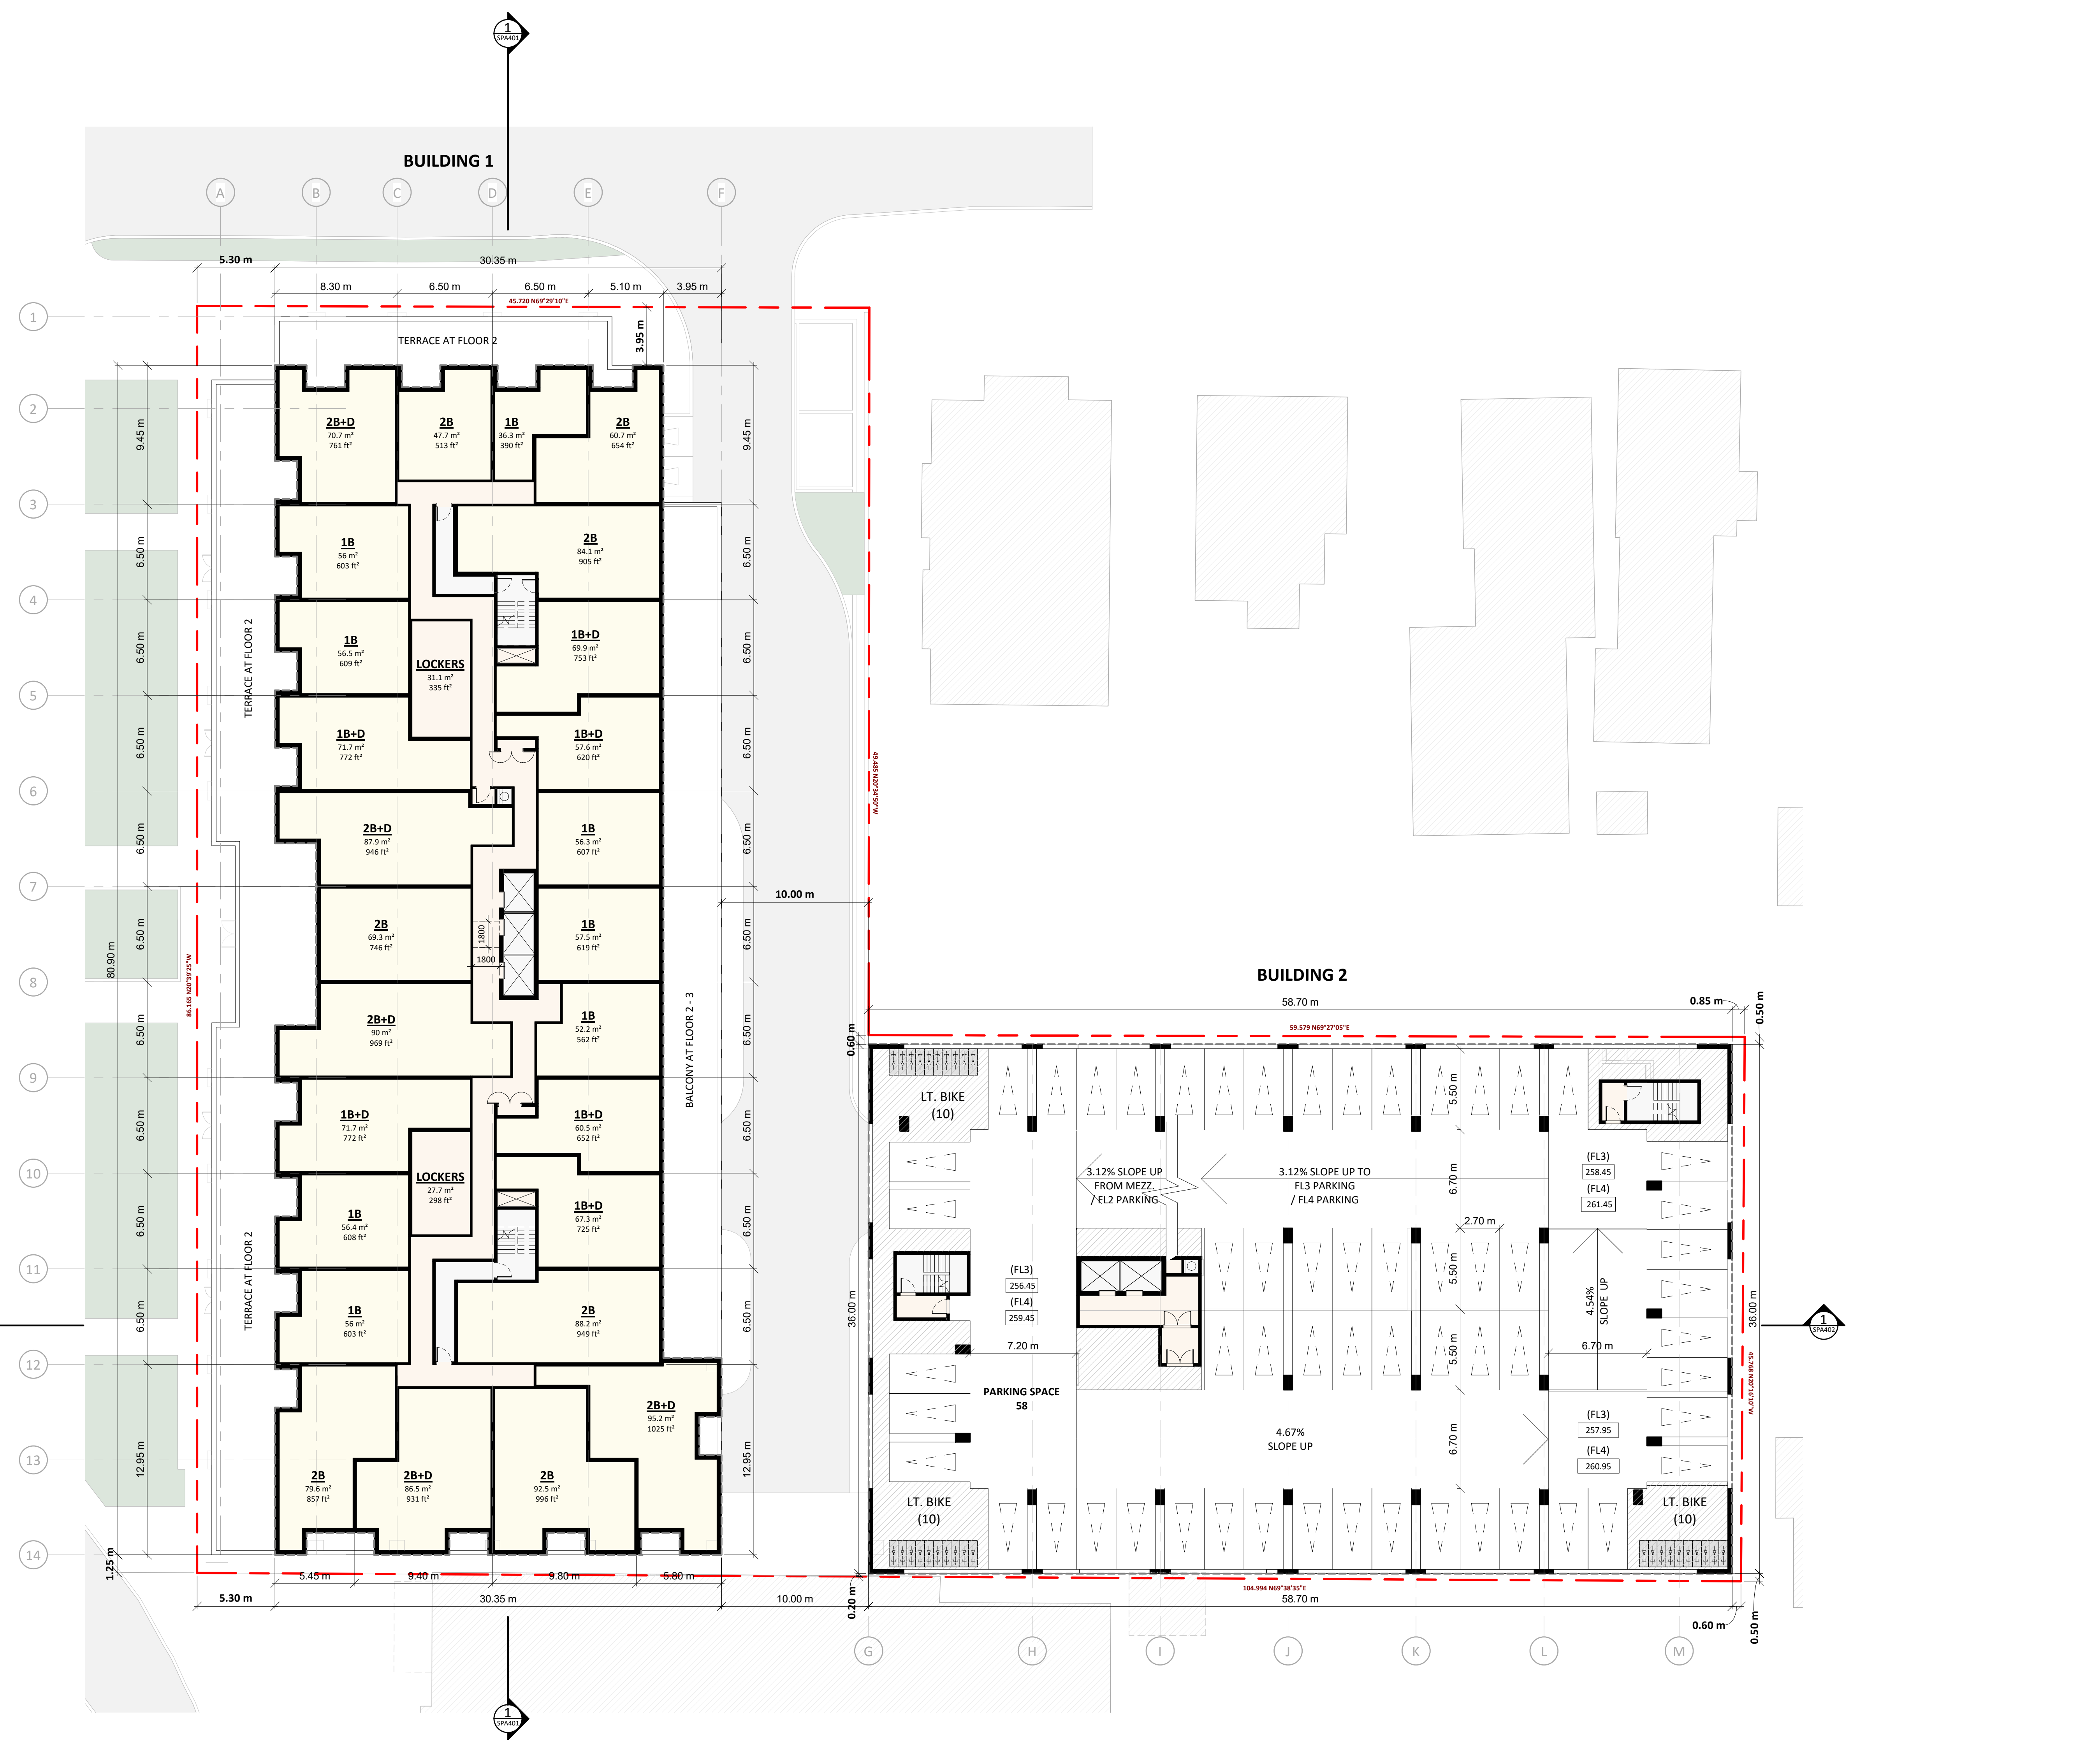 1
SPA401
BUILDING 1
A
B
C
D
E
F
5.30 m
30.35 m
8.30 m
6.50 m
6.50 m
5.10 m
3.95 m
45.720 N69°29'10"E
1
TERRACE AT FLOOR 2
3.95 m
2
9.45 m
2B+D
70.7 m²
761 ft²
2B
47.7 m²
513 ft²
1B
36.3 m²
390 ft²
2B
60.7 m²
654 ft²
9.45 m
3
6.50 m
1B
56 m²
603 ft²
2B
84.1 m²
905 ft²
6.50 m
4
6.50 m
TERRACE AT FLOOR 2
1B
56.5 m²
609 ft²
LOCKERS
31.1 m²
335 ft²
1B+D
69.9 m²
753 ft²
6.50 m
5
6.50 m
1B+D
71.7 m²
772 ft²
1B+D
57.6 m²
620 ft²
6.50 m
49.485 N20°34'50"W
6
6.50 m
2B+D
87.9 m²
946 ft²
1B
56.3 m²
607 ft²
6.50 m
7
10.00 m
80.90 m
6.50 m
86.165 N20°39'25"W
2B
69.3 m²
746 ft²
1800
1800
1B
57.5 m²
619 ft²
6.50 m
8
6.50 m
2B+D
90 m²
969 ft²
1B
52.2 m²
562 ft²
BALCONY AT FLOOR 2 - 3
6.50 m
9
6.50 m
1B+D
71.7 m²
772 ft²
1B+D
60.5 m²
652 ft²
6.50 m
10
6.50 m
TERRACE AT FLOOR 2
1B
56.4 m²
608 ft²
LOCKERS
27.7 m²
298 ft²
1B+D
67.3 m²
725 ft²
6.50 m
11
6.50 m
1B
56 m²
603 ft²
2B
88.2 m²
949 ft²
6.50 m
12
12.95 m
2B
79.6 m²
857 ft²
2B+D
86.5 m²
931 ft²
2B
92.5 m²
996 ft²
2B+D
95.2 m²
1025 ft²
12.95 m
13
14
1.25 m
5.45 m
9.40 m
9.80 m
5.80 m
5.30 m
30.35 m
10.00 m
1
SPA401
BUILDING 2
58.70 m
0.85 m
0.50 m
0.60 m
59.579 N69°27'05"E
LT. BIKE
(10)
5.50 m
3.12% SLOPE UP
FROM MEZZ.
/ FL2 PARKING
3.12% SLOPE UP TO
FL3 PARKING
/ FL4 PARKING
6.70 m
(FL3)
258.45
(FL4)
261.45
2.70 m
36.00 m
(FL3)
256.45
(FL4)
259.45
5.50 m
4.54%
SLOPE UP
36.00 m
1
SPA402
7.20 m
5.50 m
6.70 m
PARKING SPACE
58
4.67%
SLOPE UP
6.70 m
(FL3)
257.95
(FL4)
260.95
45.768 N20°16'10"W
LT. BIKE
(10)
LT. BIKE
(10)
104.994 N69°38'35"E
0.20 m
58.70 m
0.60 m
0.50 m
G
H
I
J
K
L
M